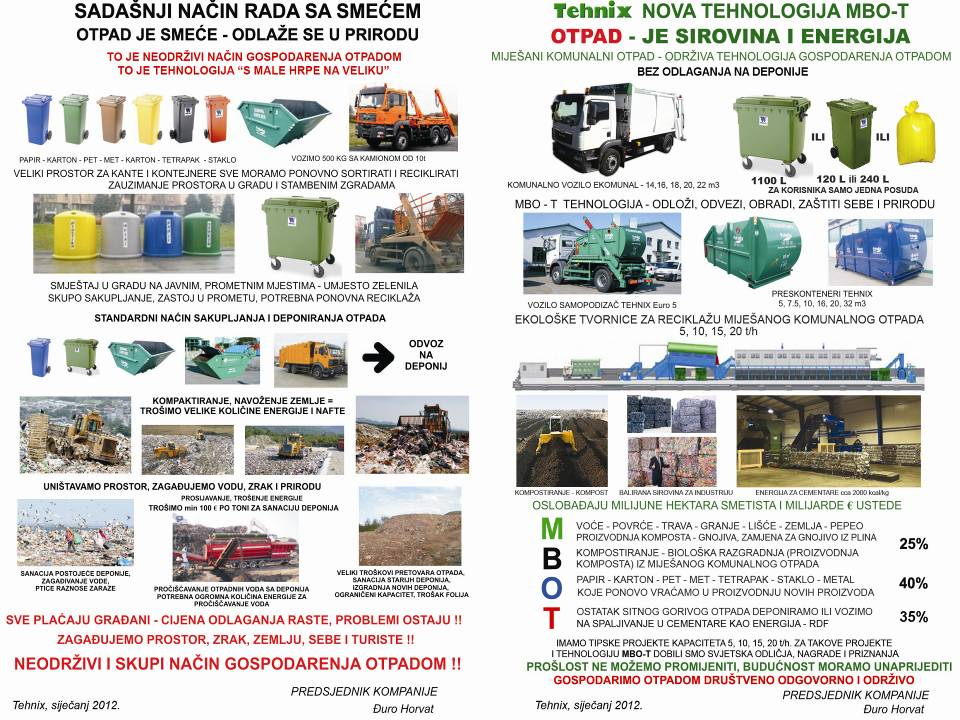 SADAŠNJI NAČIN RADA SA SMEĆEM
OTPAD JE SMEĆE - ODLAŽE SE U PRIRODU
TO JE NEODRŽIVI NAČIN GOSPODARENJA OTPADOM
TO JE TEHNOLOGIJA “S MALE HRPE NA VELIKU”
PAPIR - KARTON - PET - MET - KARTON - TETRAPAK - STAKLO
VOZIMO 500 KG SA KAMIONOM OD 10t
VELIKI PROSTOR ZA KANTE I KONTEJNERE SVE MORAMO PONOVNO SORTIRATI I RECIKLIRATI
ZAUZIMANJE PROSTORA U GRADU I STAMBENIM ZGRADAMA
SMJEŠTAJ U GRADU NA JAVNIM, PROMETNIM MJESTIMA - UMJESTO ZELENILA
SKUPO SAKUPLJANJE, ZASTOJ U PROMETU, POTREBNA PONOVNA RECIKLAŽA
STANDARDNI NAĆIN SAKUPLJANJA I DEPONIRANJA OTPADA
ODVOZ
NA
DEPONIJ
KOMPAKTIRANJE, NAVOŽENJE ZEMLJE =
TROŠIMO VELIKE KOLIČINE ENERGIJE I NAFTE
UNIŠTAVAMO PROSTOR, ZAGAĐUJEMO VODU, ZRAK I PRIRODU
PROSIJAVANJE, TROŠENJE ENERGIJE
TROŠIMO min 100 € PO TONI ZA SANACIJU DEPONIJA
SANACIJA POSTOJEĆE DEPONIJE,
ZAGAĐIVANJE VODE,
PTICE RAZNOSE ZARAZE
PROČIŠĆAVANJE OTPADNIH VODA SA DEPONIJA
POTREBNA OGROMNA KOLIČINA ENERGIJE ZA
PROČIŠĆAVANJE VODA
VELIKI TROŠKOVI PRETOVARA OTPADA,
SANACIJA STARIJH DEPONIJA,
IZGRADNJA NOVIH DEPONIJA,
OGRANIČENI KAPACITET, TROŠAK FOLIJA
SVE PLAĆAJU GRAĐANI - CIJENA ODLAGANJA RASTE, PROBLEMI OSTAJU !!
ZAGAĐUJEMO PROSTOR, ZRAK, ZEMLJU, SEBE I TURISTE !!
NEODRŽIVI I SKUPI NAČIN GOSPODARENJA OTPADOM !!
PREDSJEDNIK KOMPANIJE
Tehnix, siječanj 2012.
Đuro Horvat
Tehnix NOVA TEHNOLOGIJA MBO-T
OTPAD - JE SIROVINA I ENERGIJA
MIJEŠANI KOMUNALNI OTPAD - ODRŽIVA TEHNOLOGIJA GOSPODARENJA OTPADOM
BEZ ODLAGANJA NA DEPONIJE
ILI
ILI
KOMUNALNO VOZILO EKOMUNAL - 14,16, 18, 20, 22 m3
1100 L
120 L ili 240 L
ZA KORISNIKA SAMO JEDNA POSUDA
MBO - T TEHNOLOGIJA - ODLOŽI, ODVEZI, OBRADI, ZAŠTITI SEBE I PRIRODU
VOZILO SAMOPODIZAČ TEHNIX Euro 5
PRESKONTENERI TEHNIX
5, 7.5, 10, 16, 20, 32 m3
EKOLOŠKE TVORNICE ZA RECIKLAŽU MIJEŠANOG KOMUNALNOG OTPADA
5, 10, 15, 20 t/h
KOMPOSTIRANJE - KOMPOST
BALIRANA SIROVINA ZA INDUSTRIJU
ENERGIJA ZA CEMENTARE cca 2000 kcal/kg
OSLOBAĐAJU MILIJUNE HEKTARA SMETISTA I MILIJARDE € USTEDE
M
VOĆE - POVRĆE - TRAVA - GRANJE - LIŠĆE - ZEMLJA - PEPEO
PROIZVODNJA KOMPOSTA - GNOJIVA, ZAMJENA ZA GNOJIVO IZ PLINA
25%
B
KOMPOSTIRANJE - BIOLOŠKA RAZGRADNJA (PROIZVODNJA
KOMPOSTA) IZ MIJEŠANOG KOMUNALNOG OTPADA
O
PAPIR - KARTON - PET - MET - TETRAPAK - STAKLO - METAL
KOJE PONOVO VRAĆAMO U PROIZVODNJU NOVIH PROIZVODA
40%
T
OSTATAK SITNOG GORIVOG OTPADA DEPONIRAMO ILI VOZIMO
NA SPALJIVANJE U CEMENTARE KAO ENERGIJA - RDF
35%
IMAMO TIPSKE PROJEKTE KAPACITETA 5, 10, 15, 20 t/h. ZA TAKOVE PROJEKTE
I TEHNOLOGIJU MBO-T DOBILI SMO SVJETSKA ODLIČJA, NAGRADE I PRIZNANJA
PROŠLOST NE MOŽEMO PROMIJENITI, BUDUĆNOST MORAMO UNAPRIJEDITI
GOSPODARIMO OTPADOM DRUŠTVENO ODGOVORNO I ODRŽIVO
PREDSJEDNIK KOMPANIJE
Tehnix, siječanj 2012.
Đuro Horvat